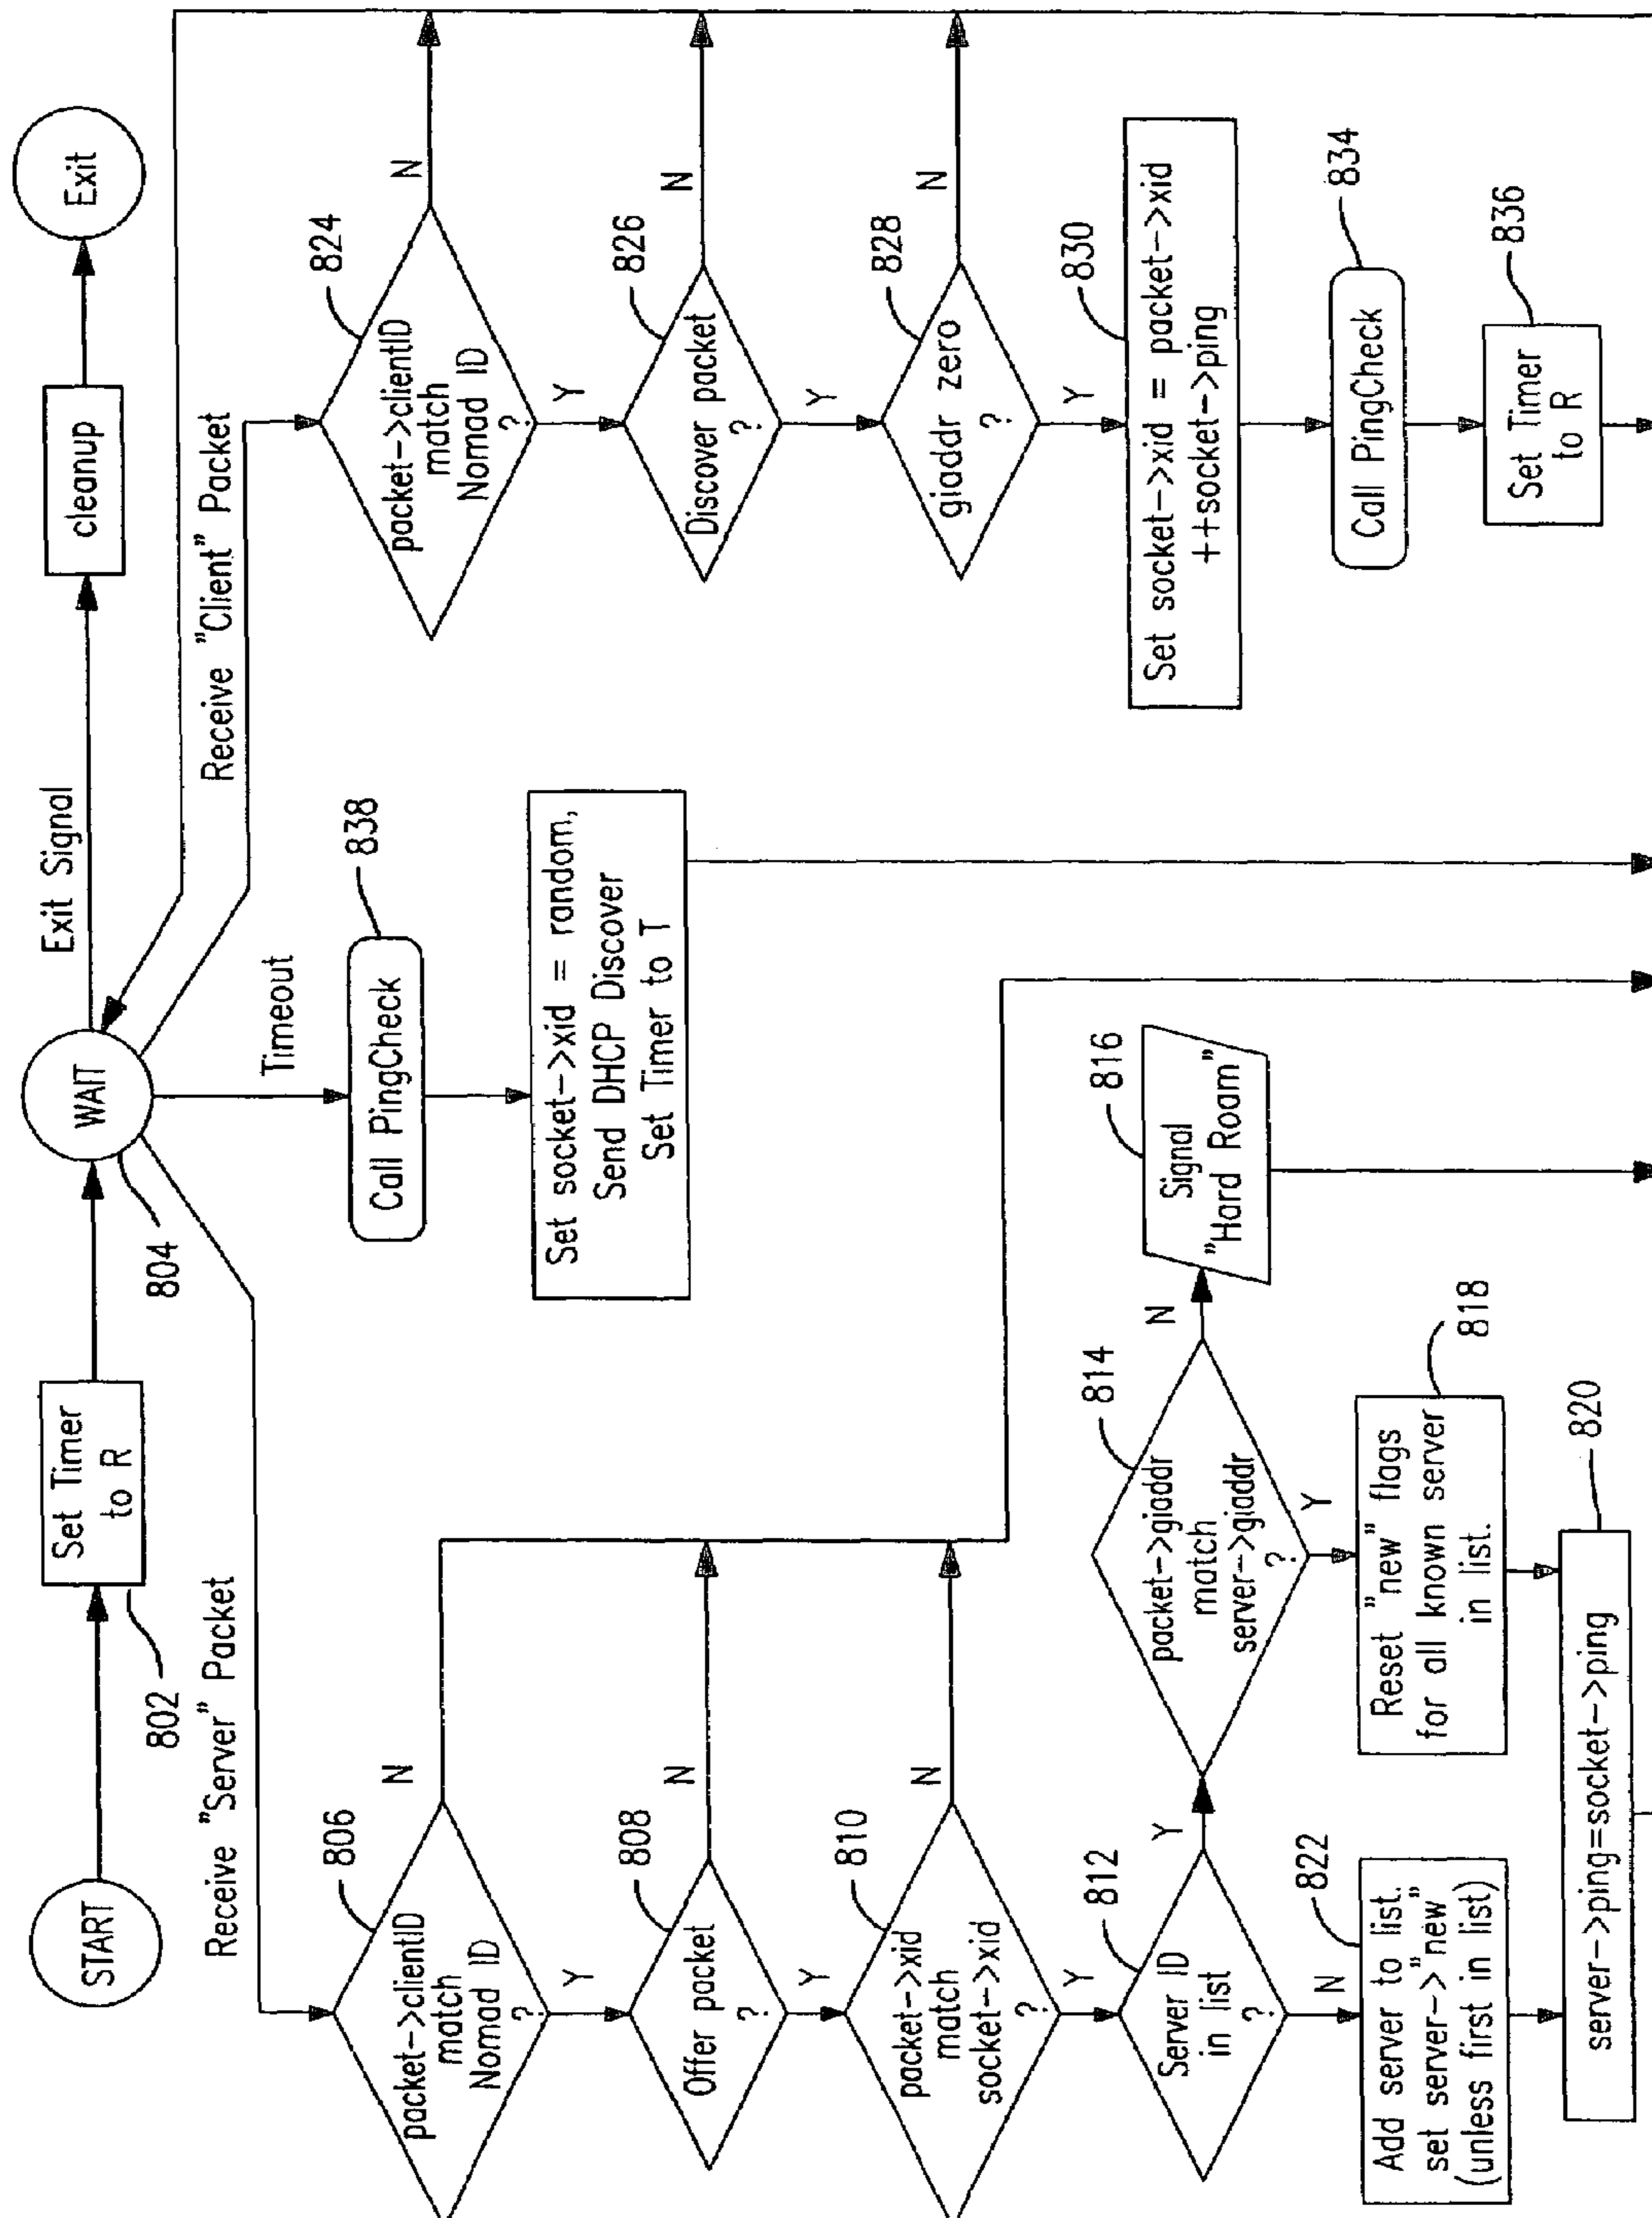 START
Set Timer
to R
802
WAIT
804
Exit Signal
cleanup
Exit
Receive "Server" Packet
Timeout
Receive "Client" Packet
packet->clientID
match
Nomad ID
?
806
N
Y
Offer packet
?
808
N
Y
packet->xid
match
socket->xid
?
810
N
Y
Server ID
in list
?
812
Y
N
packet->giaddr
match
server->giaddr
?
814
N
Y
Signal
"Hard Roam"
816
Reset "new" flags
for all known server
in list.
818
Add server to list.
set server->"new"
(unless first in list)
822
server->ping=socket->ping
820
Call PingCheck
838
Set socket->xid = random,
Send DHCP Discover
Set Timer to T
packet->clientID
match
Nomad ID
?
824
N
Y
Discover packet
?
826
N
Y
giaddr zero
?
828
N
Y
Set socket->xid = packet->xid
++socket->ping
830
Call PingCheck
834
Set Timer
to R
836